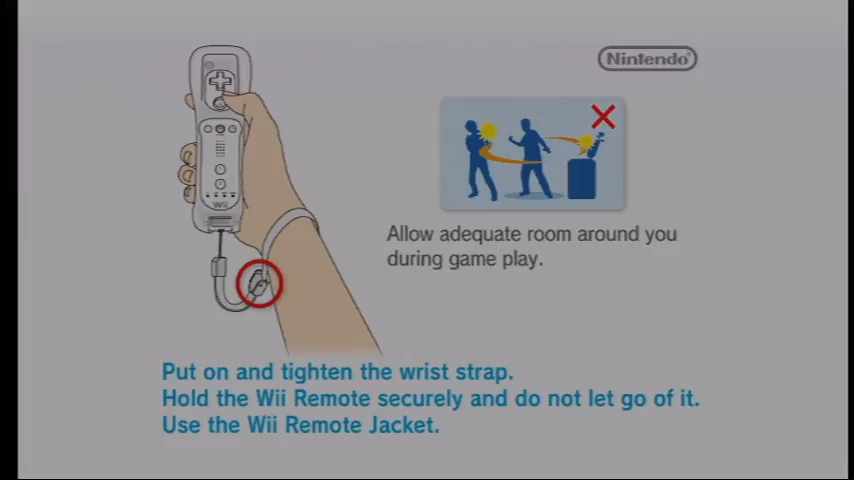 Nintendo
Allow adequate room around you
during game play.
Wii
Put on and tighten the wrist strap.
Hold the Wii Remote securely and do not let go of it.
Use the Wii Remote Jacket.